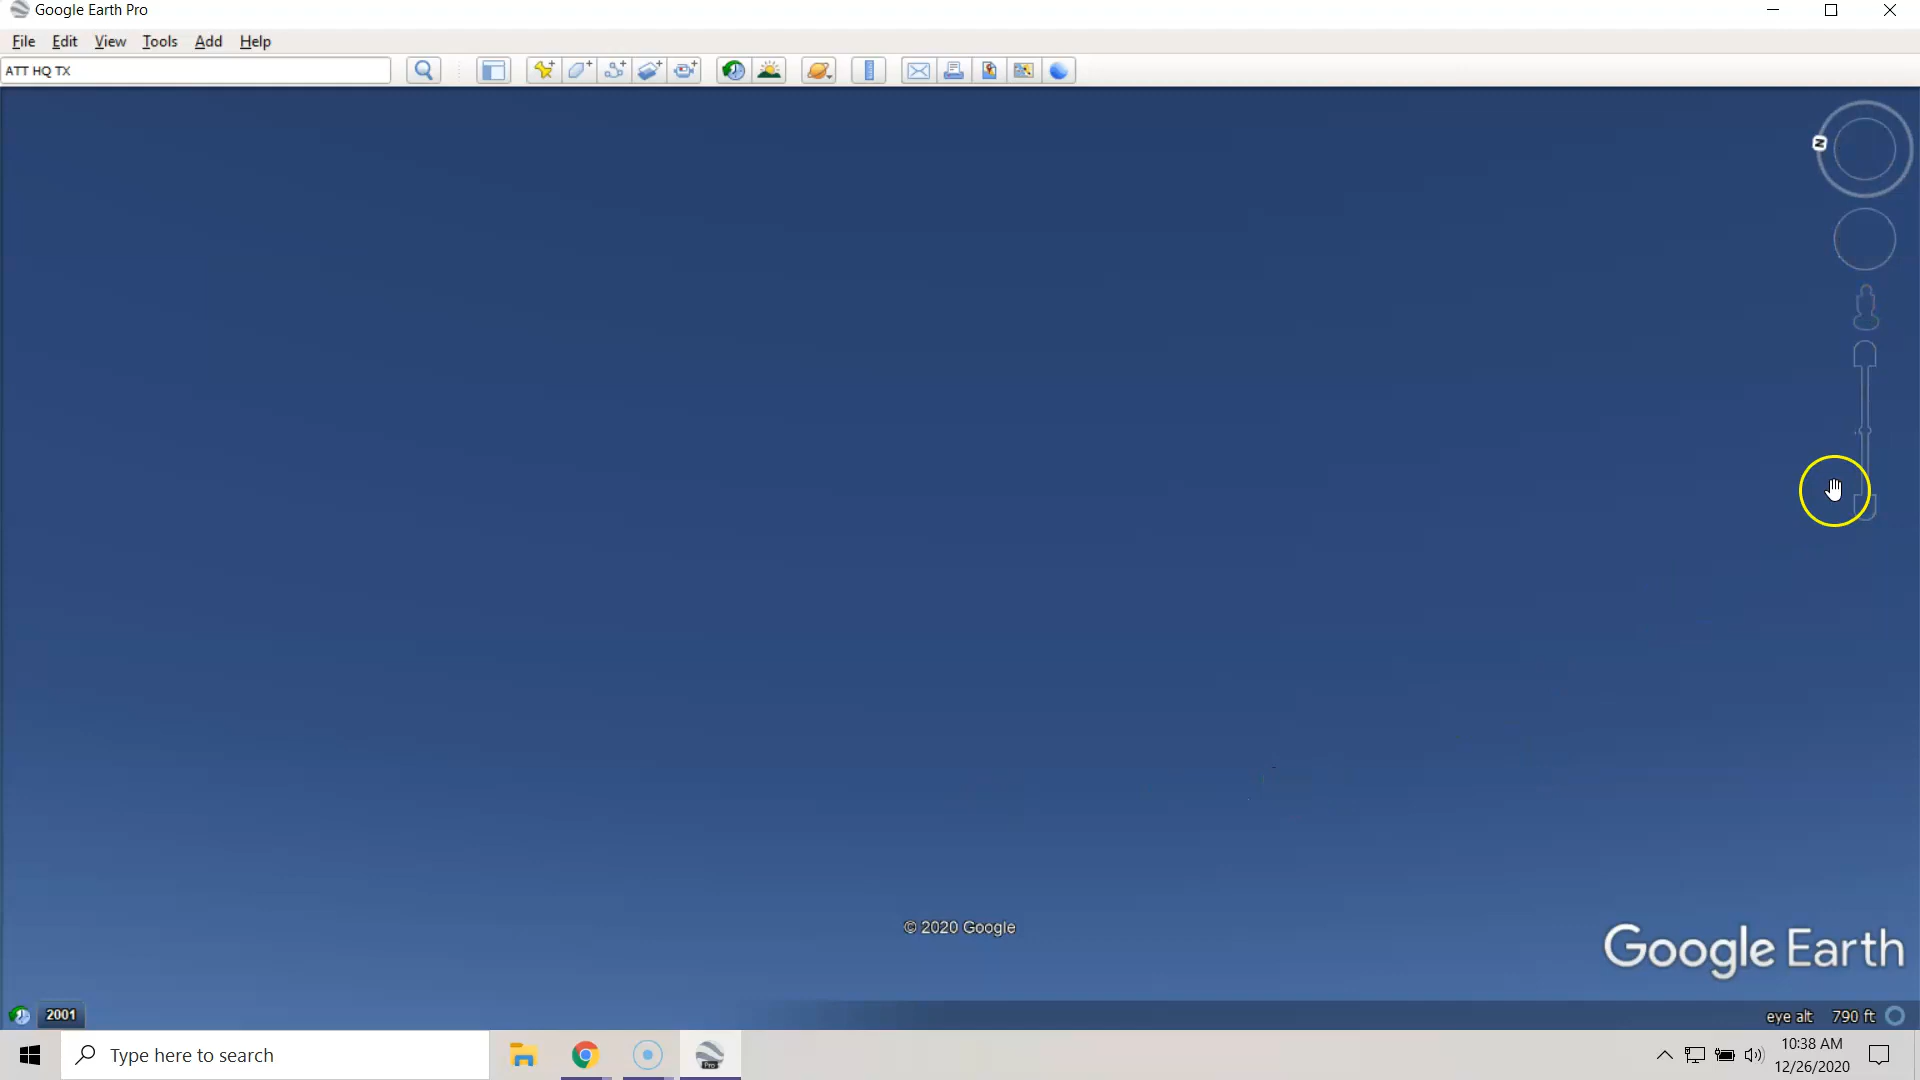 Google Earth Pro
File Edit View Tools Add Help
ATT HQ TX
N
© 2020 Google
Google Earth
2001
eye alt 790 ft
Type here to search
Pro
10:38 AM
12/26/2020